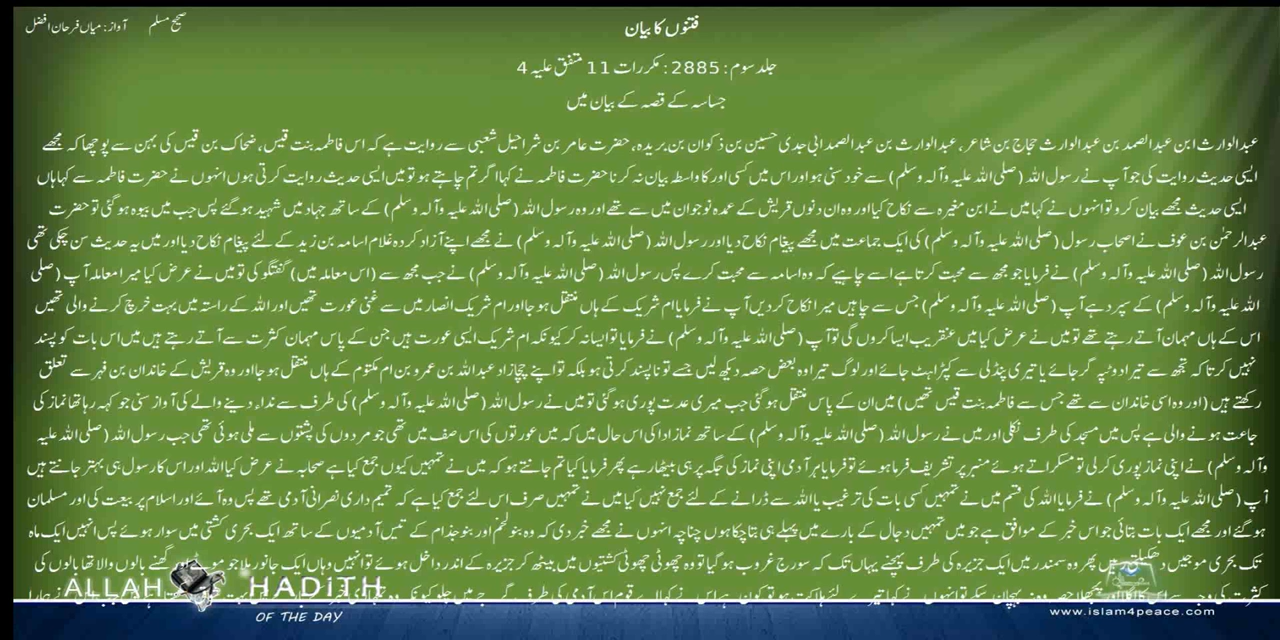 صحیح مسلم آواز: میاں فرحان افضل
فتنوں کا بیان
جلد سوم: 2885: مکررات 11 متفق علیہ 4
جساسہ کے قصہ کے بیان میں
عبدالوارث ابن عبدالصمد بن عبدالوارث حجاج بن شاعر، عبدالوارث بن عبدالصمد ابی جدی حسین بن ذکوان بن بریدہ، حضرت عامر بن شراحیل شعبی سے روایت ہے کہ اس فاطمہ بنت قیس، ضحاک بن قیس کی بہن سے پوچھا کہ مجھے
ایسی حدیث روایت کی جو آپ نے رسول اللہ (صلی اللہ علیہ وآلہ وسلم) سے خود سنی ہو اور اس میں کسی اور کا واسطہ بیان نہ کرنا حضرت فاطمہ نے کہا اگر تم چاہتے ہو تو میں ایسی حدیث روایت کرتی ہوں انہوں نے حضرت فاطمہ سے کہا ہاں
ایسی حدیث مجھے بیان کرو تو انہوں نے کہا میں نے ابن مغیرہ سے نکاح کیا اور وہ ان دنوں قریش کے عمدہ نوجوان میں سے تھے اور وہ رسول اللہ (صلی اللہ علیہ وآلہ وسلم) کے ساتھ جہاد میں شہید ہو گئے پس جب میں بیوہ ہو گئی تو حضرت
عبدالرحمن بن عوف نے اصحاب رسول (صلی اللہ علیہ وآلہ وسلم) کی ایک جماعت میں مجھے پیغام نکاح دیا اور رسول اللہ (صلی اللہ علیہ وآلہ وسلم) نے مجھے اپنے آزاد کردہ غلام اسامہ بن زید کے لئے پیغام نکاح دیا اور میں یہ حدیث سن چکی تھی
رسول اللہ (صلی اللہ علیہ وآلہ وسلم) نے فرمایا جو مجھ سے محبت کرتا ہے اسے چاہیے کہ وہ اسامہ سے محبت کرے پس رسول اللہ (صلی اللہ علیہ وآلہ وسلم) نے جب مجھ سے (اس معاملہ میں) گفتگو کی تو میں نے عرض کیا میرا معاملہ آپ (صلی
اللہ علیہ وآلہ وسلم) کے سپرد ہے آپ (صلی اللہ علیہ وآلہ وسلم) جس سے چاہیں میرا نکاح کر دیں آپ نے فرمایا ام شریک کے ہاں منتقل ہو جا اور ام شریک انصار میں سے غنی عورت تھیں اور اللہ کے راستہ میں بہت خرچ کرنے والی تھیں
اس کے ہاں مہمان آتے رہتے تھے تو میں نے عرض کیا میں عنقریب ایسا کروں گی تو آپ (صلی اللہ علیہ وآلہ وسلم) نے فرمایا تو ایسا نہ کر کیونکہ ام شریک ایسی عورت ہیں جن کے پاس مہمان کثرت سے آتے رہتے ہیں میں اس بات کو پسند
نہیں کرتا کہ تجھ سے تیرا دوپٹہ گر جائے یا تیری پنڈلی سے کپڑا ہٹ جائے اور لوگ تیرا وہ بعض حصہ دیکھ لیں جسے تو ناپسند کرتی ہو بلکہ تو اپنے چچازاد عبداللہ بن عمرو بن ام مکتوم کے ہاں منتقل ہو جا اور وہ قریش کے خاندان بن فہر سے تعلق
رکھتے ہیں (اور وہ اسی خاندان سے تھے جس سے فاطمہ بنت قیس تھیں) میں ان کے پاس منتقل ہو گئی جب میری عدت پوری ہو گئی تو میں نے رسول اللہ (صلی اللہ علیہ وآلہ وسلم) کی طرف سے نداء دینے والے کی آواز سنی جو کہہ رہا تھا نماز کی
جماعت ہونے والی ہے پس میں مسجد کی طرف نکلی اور میں نے رسول اللہ (صلی اللہ علیہ وآلہ وسلم) کے ساتھ نماز ادا کی اس حال میں کہ میں عورتوں کی اس صف میں تھی جو مردوں کی پشتوں سے ملی ہوئی تھی جب رسول اللہ (صلی اللہ علیہ
وآلہ وسلم) نے اپنی نماز پوری کر لی تو مسکراتے ہوئے منبر پر تشریف فرما ہوئے تو فرمایا ہر آدمی اپنی نماز کی جگہ پر ہی بیٹھا رہے پھر فرمایا کیا تم جانتے ہو کہ میں نے تمہیں کیوں جمع کیا ہے صحابہ نے عرض کیا اللہ اور اس کا رسول ہی بہتر جانتے ہیں
آپ (صلی اللہ علیہ وآلہ وسلم) نے فرمایا اللہ کی قسم میں نے تمہیں کسی بات کی ترغیب یا اللہ سے ڈرانے کے لئے جمع نہیں کیا میں نے تمہیں صرف اس لئے جمع کیا ہے کہ تمیم داری نصرانی آدمی تھے پس وہ آئے اور اسلام پر بیعت کی اور مسلمان
ہو گئے اور مجھے ایک بات بتائی جو اس خبر کے موافق ہے جو میں تمہیں دجال کے بارے میں پہلے ہی بتا چکا ہوں چنانچہ انہوں نے مجھے خبر دی کہ وہ بنو لخم اور بنو جذام کے تیس آدمیوں کے ساتھ ایک بحری کشتی میں سوار ہوئے پس انہیں ایک ماہ
تک بحری موجیں دھکیلتی رہیں پھر وہ سمندر میں ایک جزیرہ کی طرف پہنچے یہاں تک کہ سورج غروب ہو گیا تو وہ چھوٹی چھوٹی کشتیوں میں بیٹھ کر جزیرہ کے اندر داخل ہوئے تو انہیں وہاں ایک جانور ملا جو گھنے بالوں والا تھا بالوں کی
ALLAH HADITH
OF THE DAY
www.islam4peace.com